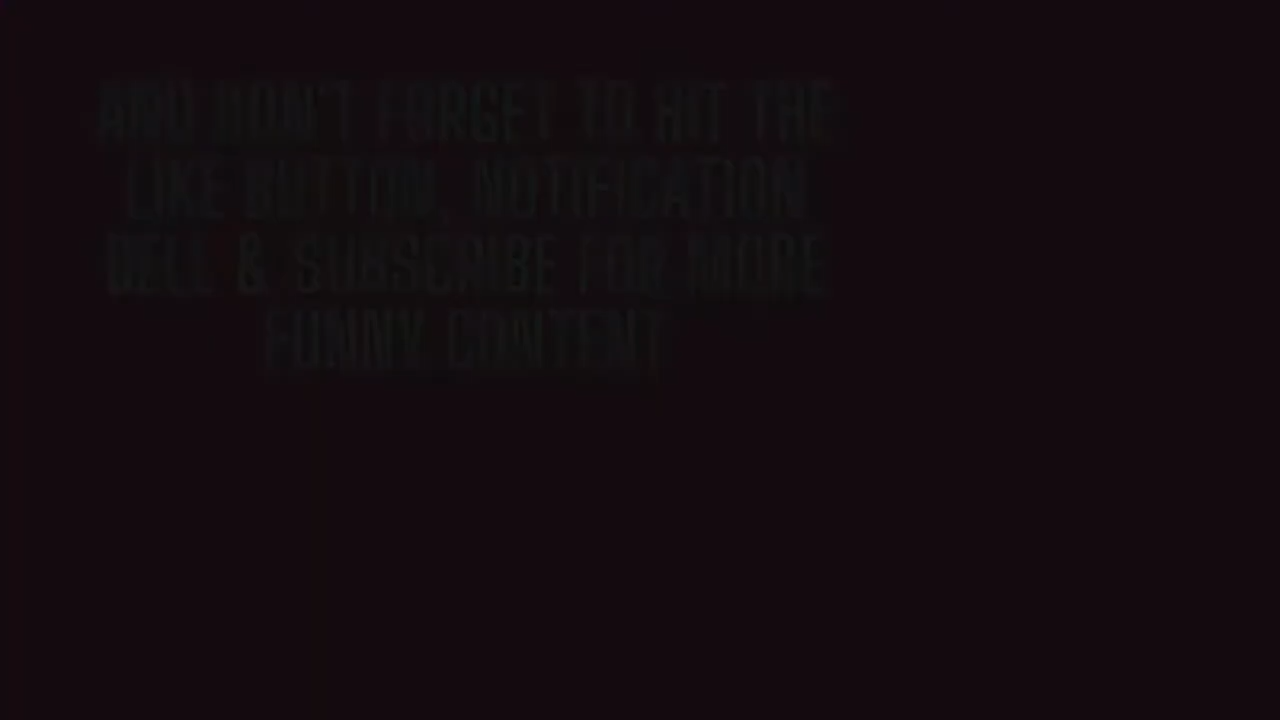 AND DON'T FORGET TO HIT THE
LIKE BUTTON, NOTIFICATION
BELL & SUBSCRIBE FOR MORE
FUNNY CONTENT